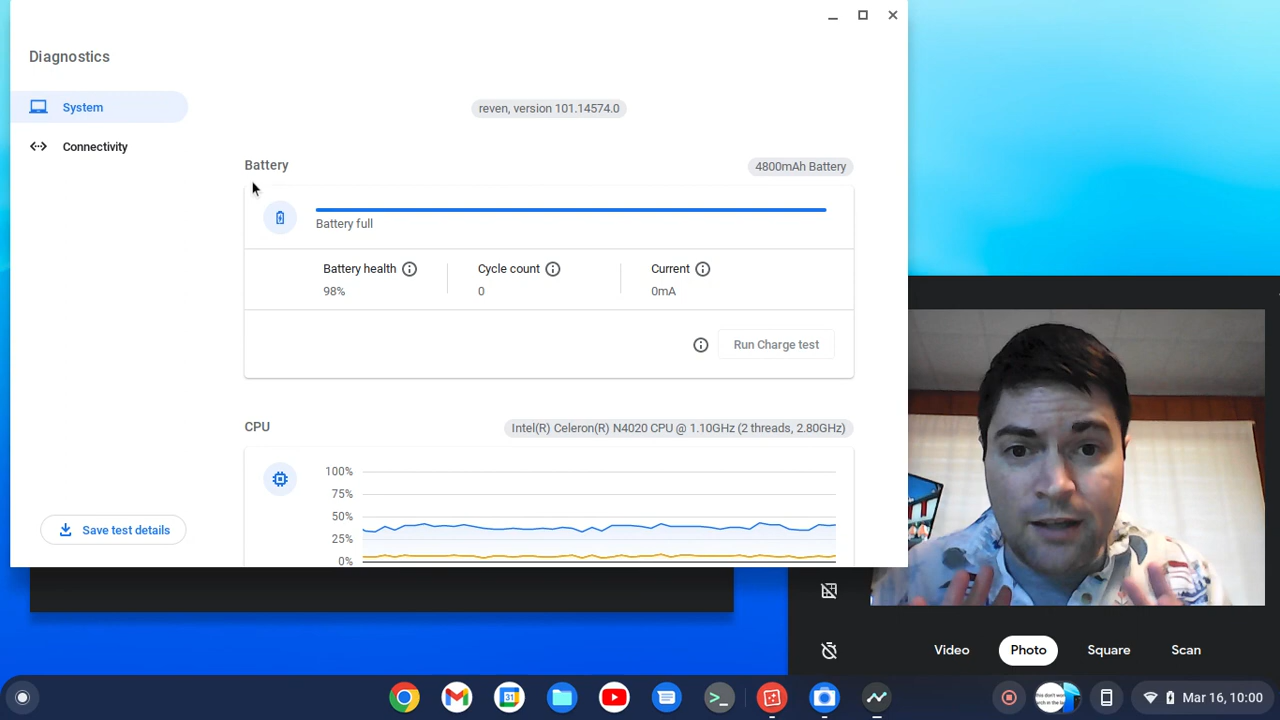 Diagnostics
System
Connectivity
reven, version 101.14574.0
Battery
4800mAh Battery
Battery full
Battery health
98%
Cycle count
0
Current
0mA
Run Charge test
CPU
Intel(R) Celeron(R) N4020 CPU @ 1.10GHz (2 threads, 2.80GHz)
100%
75%
50%
25%
0%
Save test details
Video
Photo
Square
Scan
31
Mar 16, 10:00